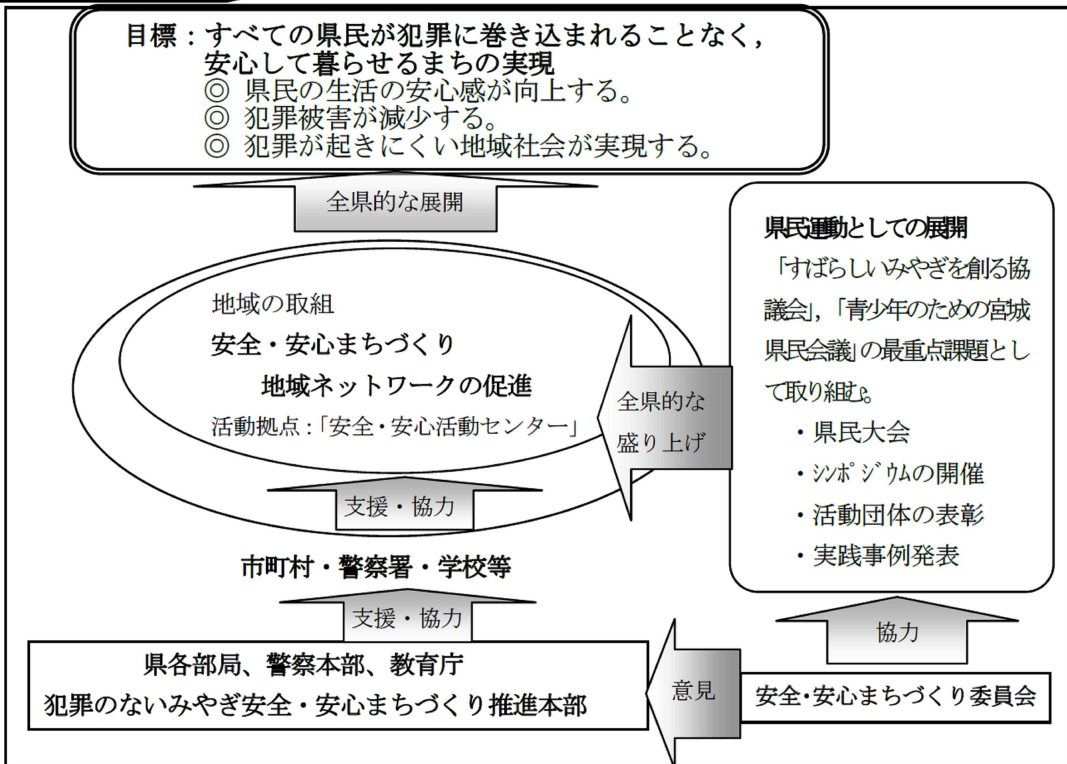 目標：すべての県民が犯罪に巻き込まれることなく，
安心して暮らせるまちの実現
◎ 県民の生活の安心感が向上する。
◎ 犯罪被害が減少する。
◎ 犯罪が起きにくい地域社会が実現する。
全県的な展開
地域の取組
安全・安心まちづくり
地域ネットワークの促進
活動拠点：「安全・安心活動センター」
全県的な
盛り上げ
県民運動としての展開
「すばらしいみやぎを創る協
議会」，「青少年のための宮城
県民会議」の最重点課題とし
て取り組む。
・県民大会
・シンポジウムの開催
・活動団体の表彰
・実践事例発表
支援・協力
市町村・警察署・学校等
支援・協力
協力
県各部局、警察本部、教育庁
犯罪のないみやぎ安全・安心まちづくり推進本部
意見
安全・安心まちづくり委員会